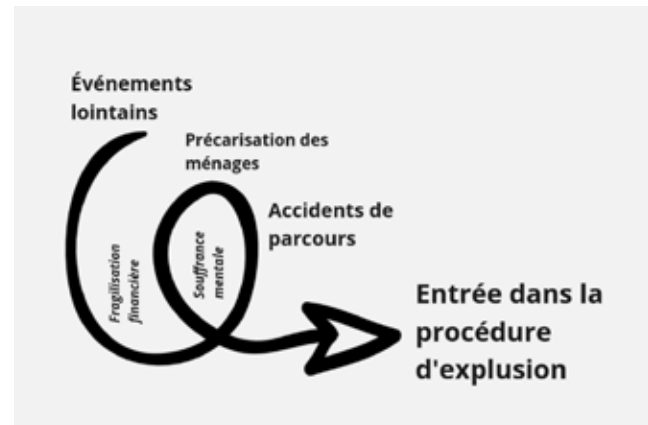 Événements
lointains
Précarisation des
ménages
Accidents de
parcours
Fragilisation
financière
Souffrance
mentale
Entrée dans la
procédure
d'explusion